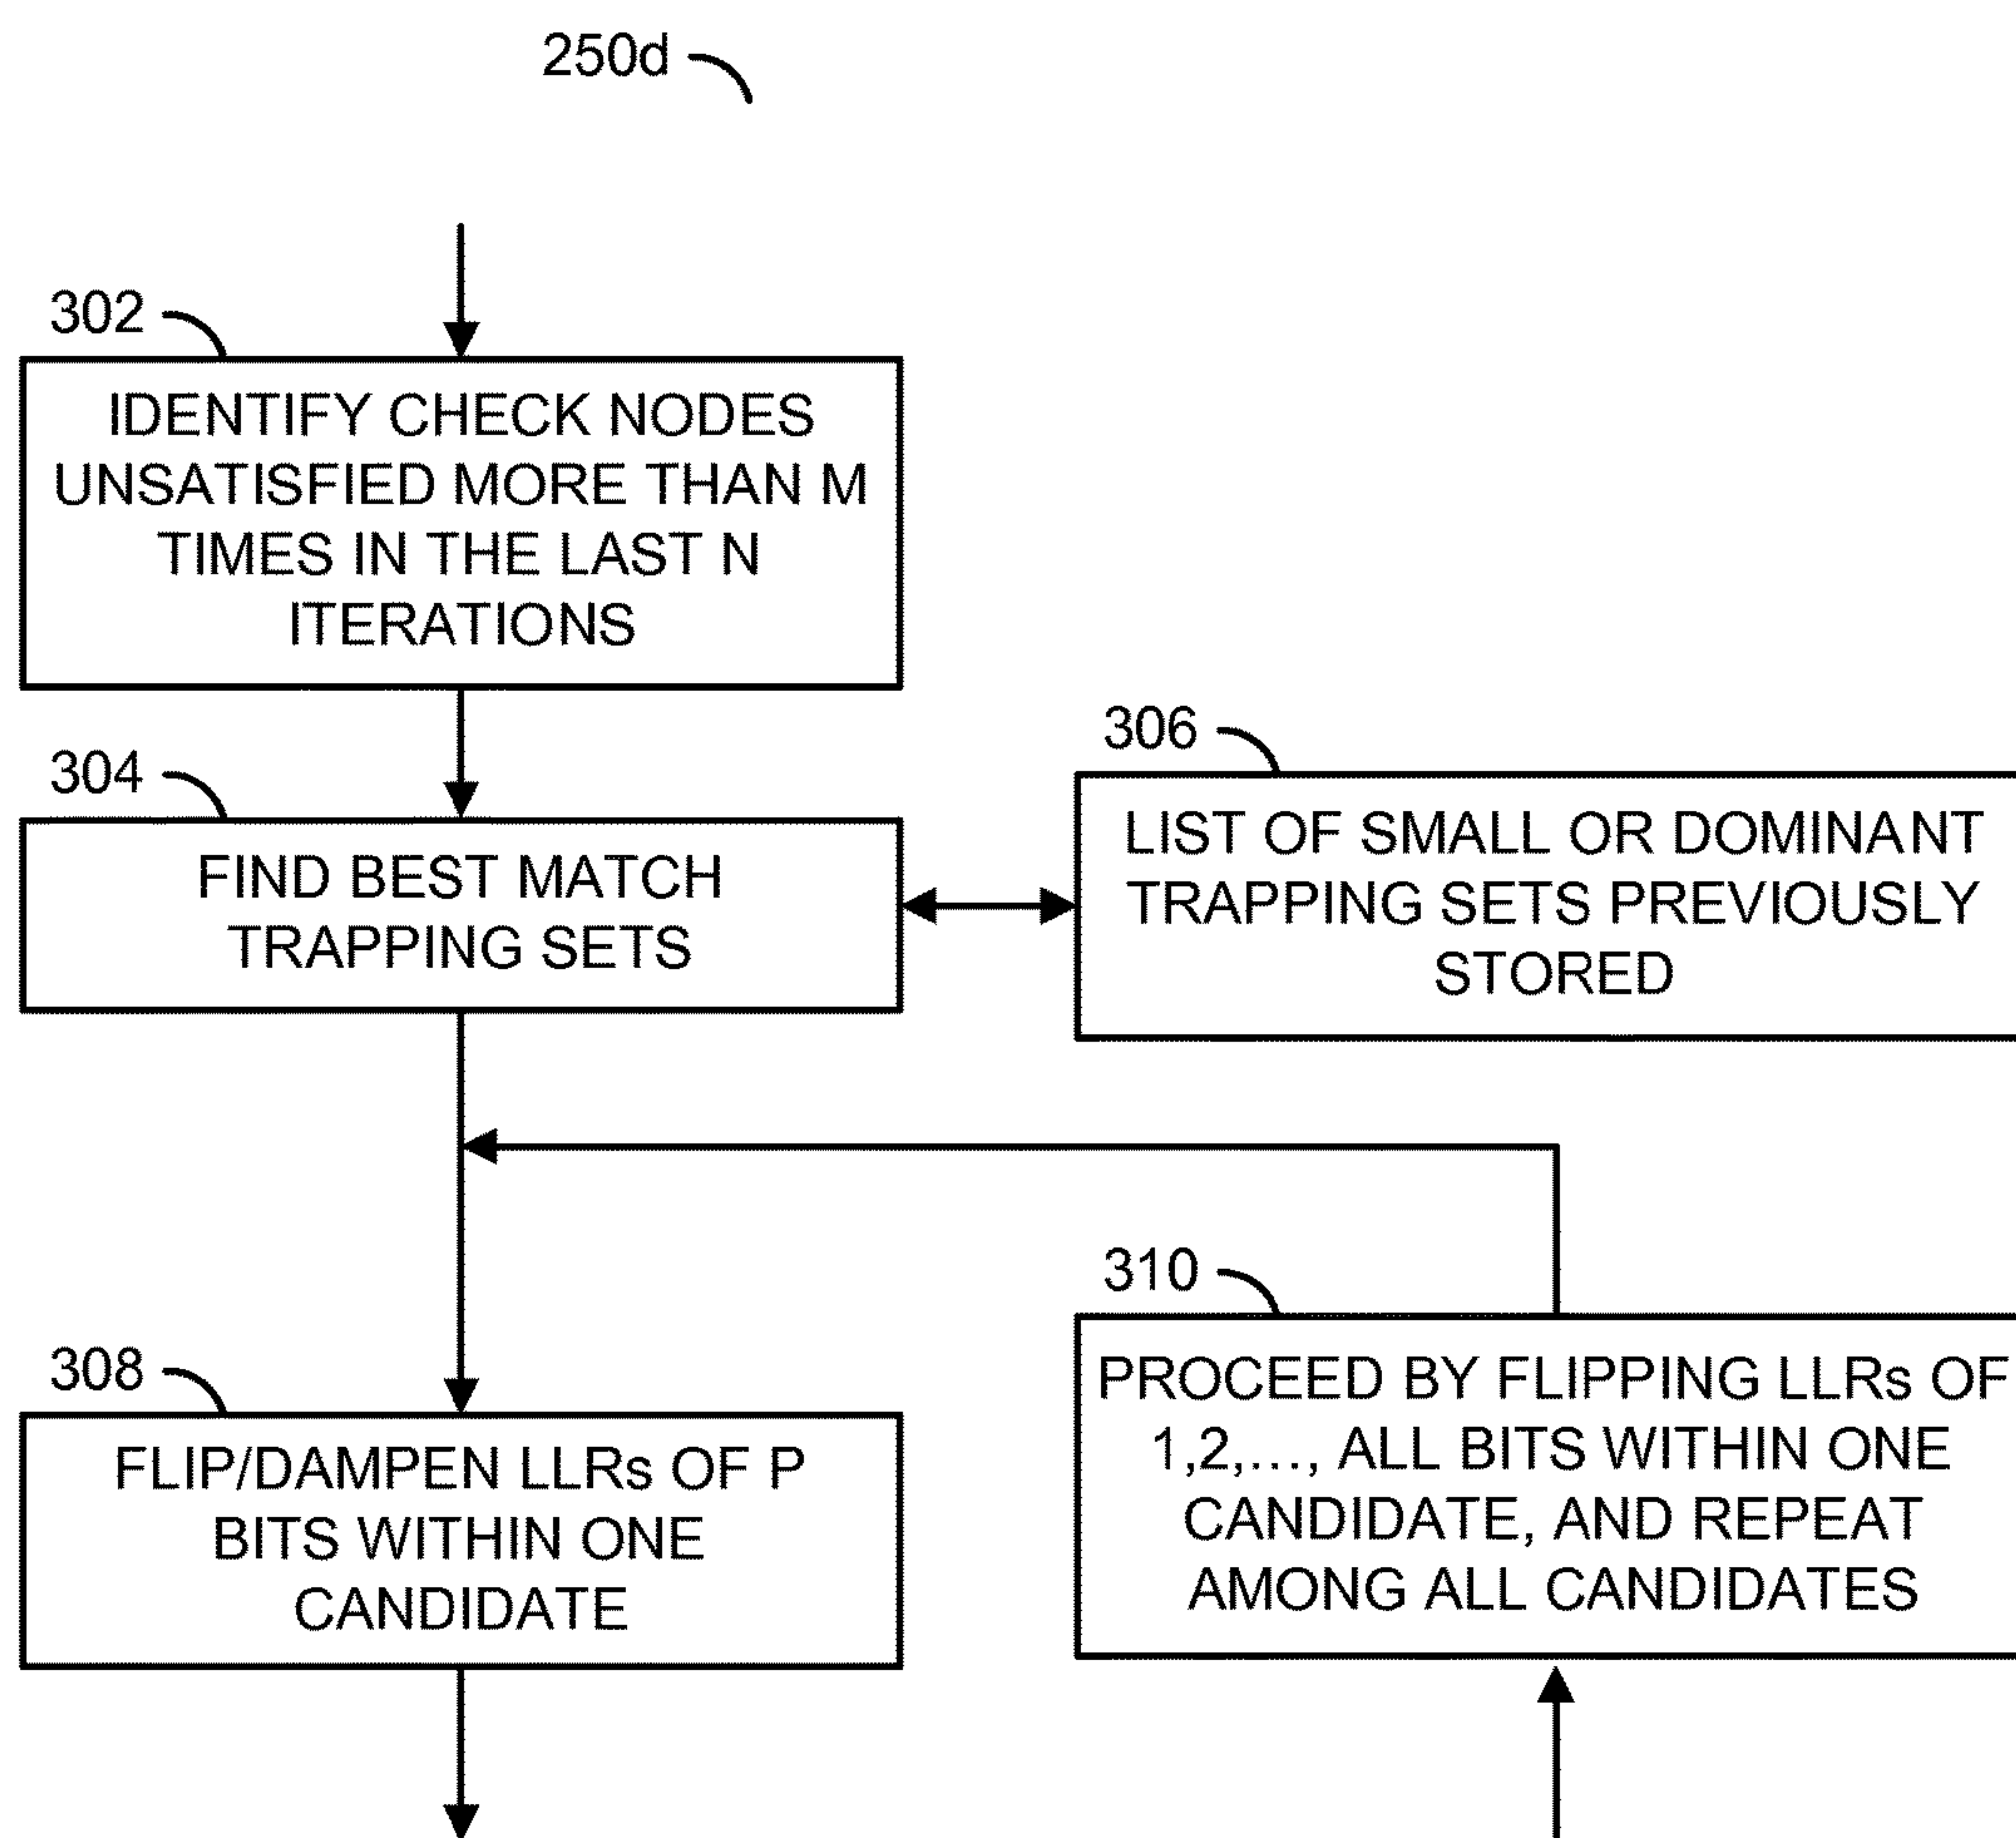 250d
302
IDENTIFY CHECK NODES
UNSATISFIED MORE THAN M
TIMES IN THE LAST N
ITERATIONS
304
FIND BEST MATCH
TRAPPING SETS
306
LIST OF SMALL OR DOMINANT
TRAPPING SETS PREVIOUSLY
STORED
308
FLIP/DAMPEN LLRs OF P
BITS WITHIN ONE
CANDIDATE
310
PROCEED BY FLIPPING LLRs OF
1,2,..., ALL BITS WITHIN ONE
CANDIDATE, AND REPEAT
AMONG ALL CANDIDATES